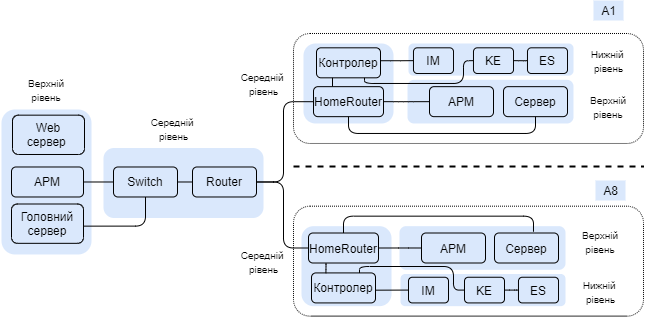 A1
Верхній
рівень
Web
сервер
АРМ
Головний
сервер
Середній
рівень
Switch
Router
Середній
рівень
Контролер
IM
KE
ES
Нижній
рівень
HomeRouter
АРМ
Сервер
Верхній
рівень
A8
Середній
рівень
HomeRouter
АРМ
Сервер
Верхній
рівень
Контролер
IM
KE
ES
Нижній
рівень